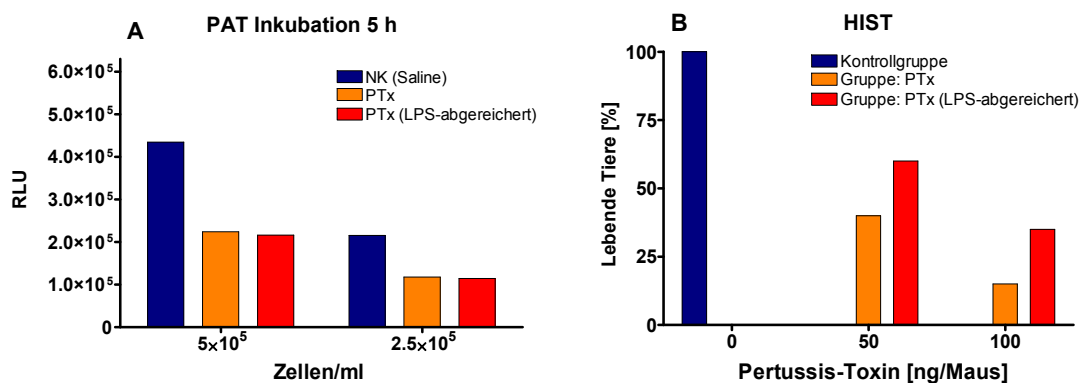 A
PAT Inkubation 5 h
NK (Saline)
PTx
PTx (LPS-abgereichert)
RLU
6.0×10⁵
5.0×10⁵
4.0×10⁵
3.0×10⁵
2.0×10⁵
1.0×10⁵
0
5×10⁵
2.5×10⁵
Zellen/ml
B
HIST
Kontrollgruppe
Gruppe: PTx
Gruppe: PTx (LPS-abgereichert)
Lebende Tiere [%]
100
75
50
25
0
0
50
100
Pertussis-Toxin [ng/Maus]